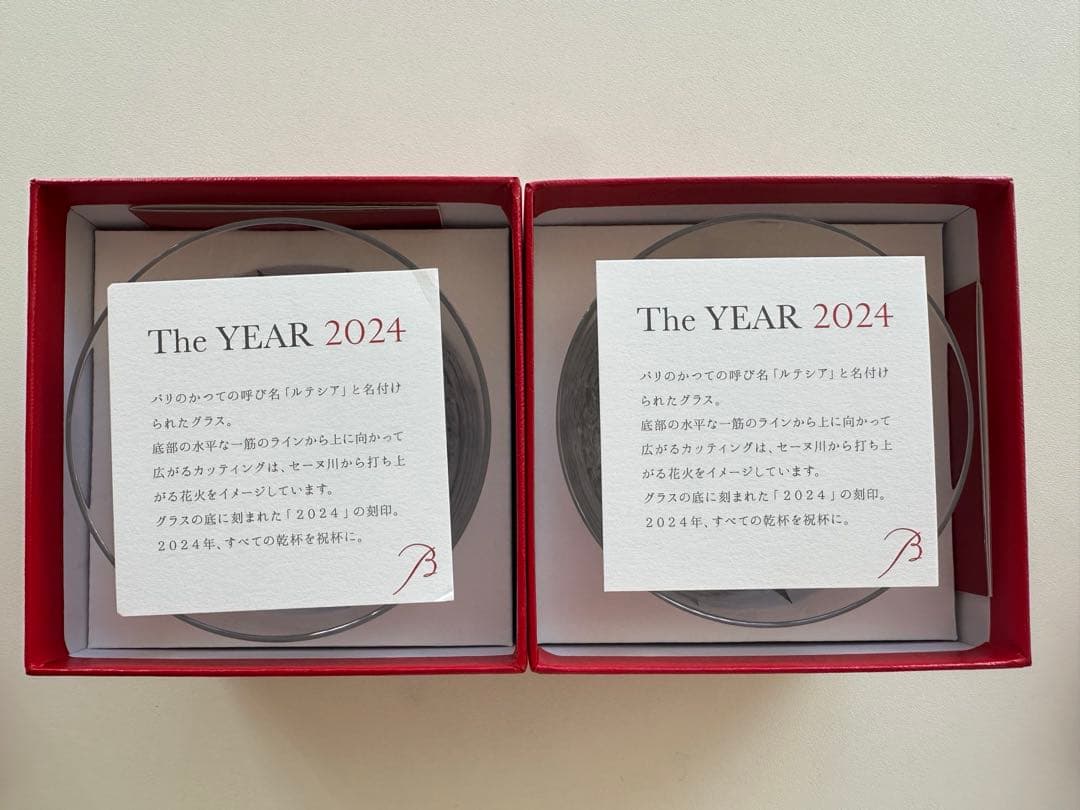 The YEAR 2024
パリのかつての呼び名「ルテシア」と名付け
られたグラス。
底部の水平な一筋のラインから上に向かって
広がるカッティングは、セーヌ川から打ち上
がる花火をイメージしています。
グラスの底に刻まれた「2024」の刻印。
2024年、すべての乾杯を祝杯に。
B
The YEAR 2024
パリのかつての呼び名「ルテシア」と名付け
られたグラス。
底部の水平な一筋のラインから上に向かって
広がるカッティングは、セーヌ川から打ち上
がる花火をイメージしています。
グラスの底に刻まれた「2024」の刻印。
2024年、すべての乾杯を祝杯に。
B